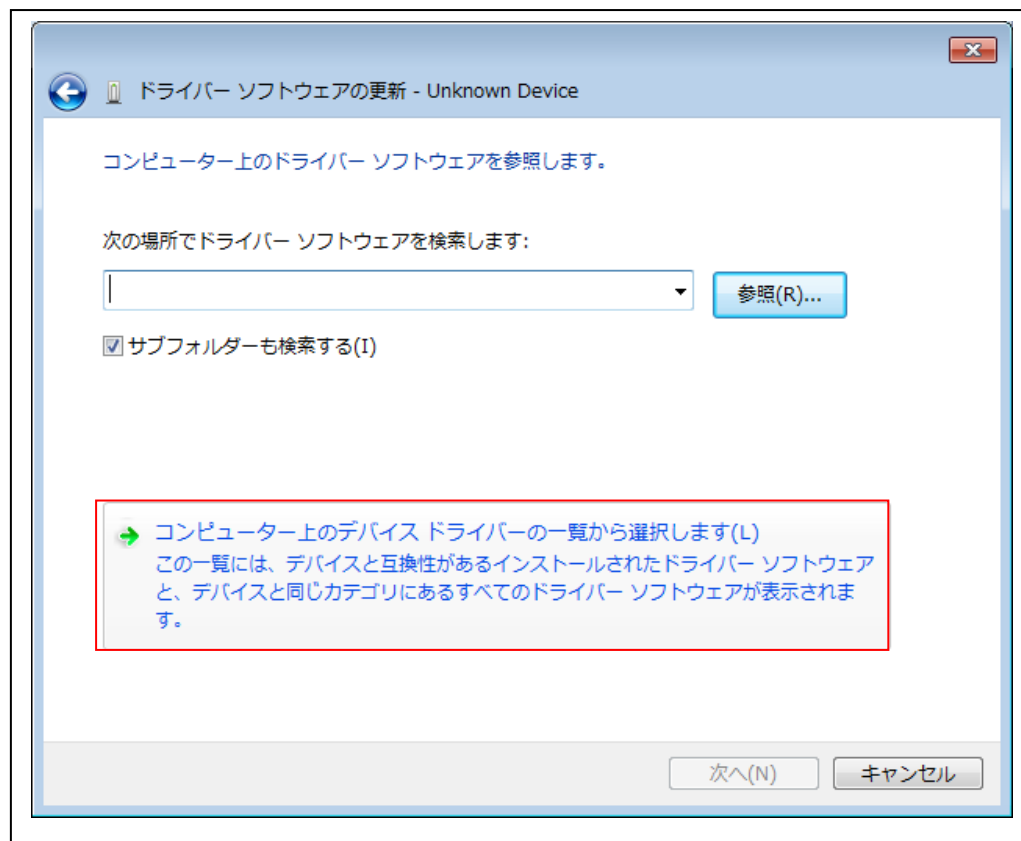 ドライバー ソフトウェアの更新 - Unknown Device
コンピューター上のドライバー ソフトウェアを参照します。
次の場所でドライバー ソフトウェアを検索します:
参照(R)...
サブフォルダーも検索する(I)
コンピューター上のデバイス ドライバーの一覧から選択します(L)
この一覧には、デバイスと互換性があるインストールされたドライバー ソフトウェア
と、デバイスと同じカテゴリにあるすべてのドライバー ソフトウェアが表示されま
す。
次へ(N)
キャンセル